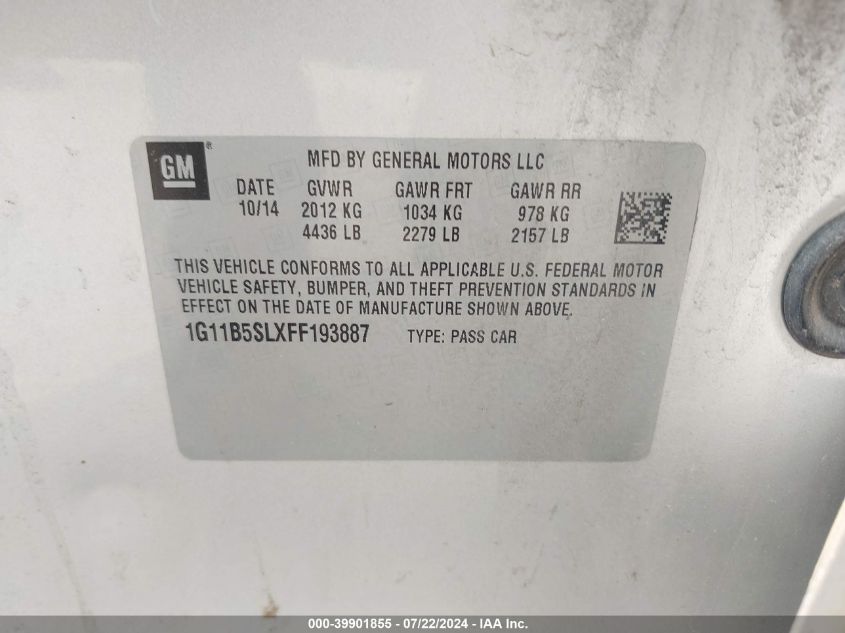 GM®
MFD BY GENERAL MOTORS LLC
DATE GVWR GAWR FRT GAWR RR
10/14 2012 KG 1034 KG 978 KG
4436 LB 2279 LB 2157 LB
THIS VEHICLE CONFORMS TO ALL APPLICABLE U.S. FEDERAL MOTOR
VEHICLE SAFETY, BUMPER, AND THEFT PREVENTION STANDARDS IN
EFFECT ON THE DATE OF MANUFACTURE SHOWN ABOVE.
1G11B5SLXFF193887 TYPE: PASS CAR
000-39901855 - 07/22/2024 - IAA Inc.